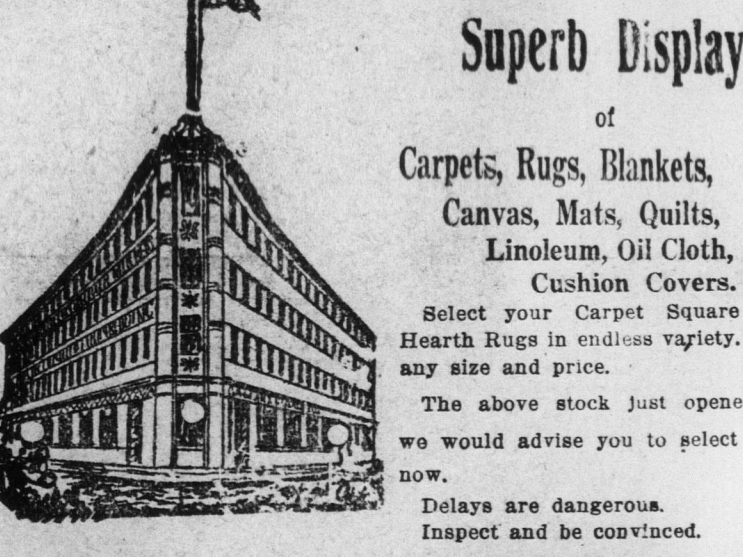 Superb Display
of
Carpets, Rugs, Blankets,
Canvas, Mats, Quilts,
Linoleum, Oil Cloth,
Cushion Covers.
Select your Carpet Square
Hearth Rugs in endless variety.
any size and price.
The above stock just opene
we would advise you to select
now.
Delays are dangerous.
Inspect and be convinced.